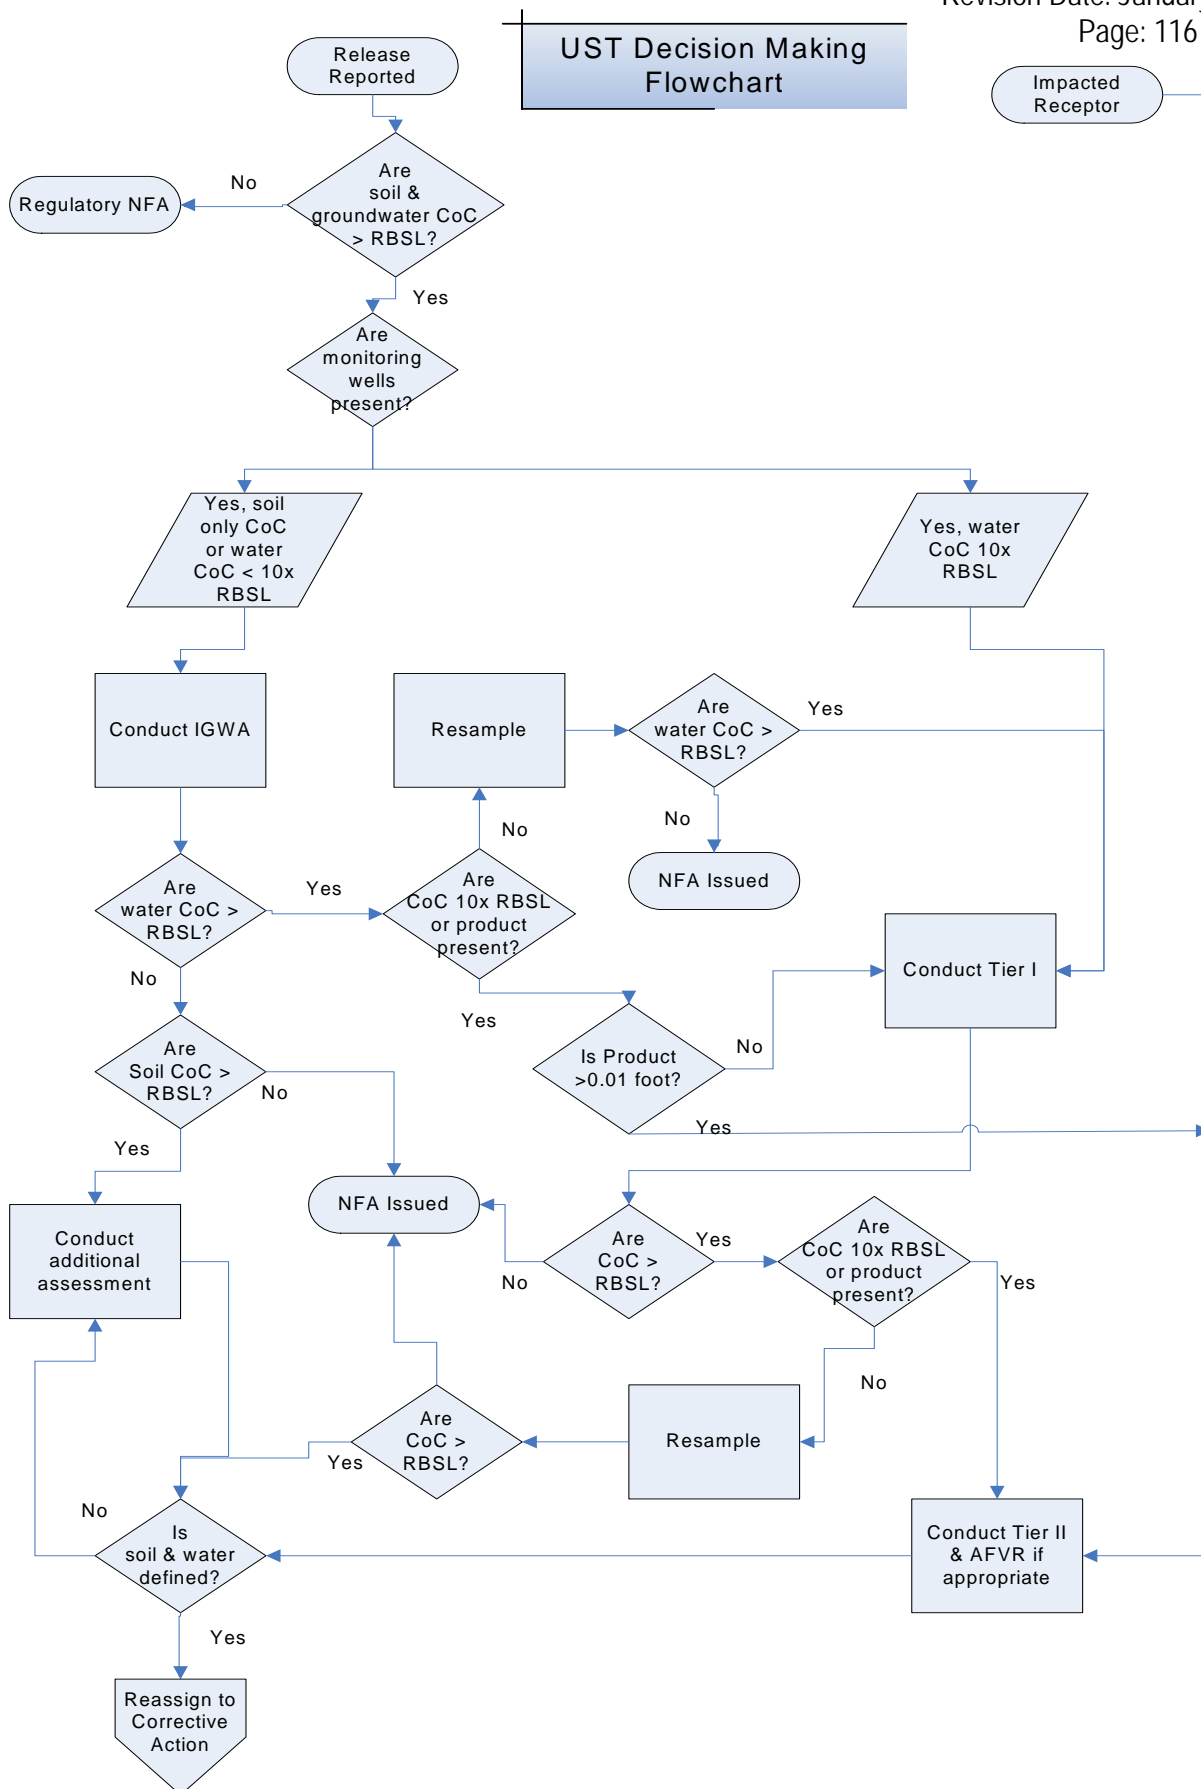 Revision Date: January
Page: 116
UST Decision Making
Flowchart
Release
Reported
Impacted
Receptor
Are
soil &
groundwater CoC
> RBSL?
No
Regulatory NFA
Yes
Are
monitoring
wells
present?
Yes, soil
only CoC
or water
CoC < 10x
RBSL
Yes, water
CoC 10x
RBSL
Conduct IGWA
Resample
Are
water CoC >
RBSL?
Yes
No
NFA Issued
Are
water CoC >
RBSL?
Yes
Are
CoC 10x RBSL
or product
present?
No
Yes
No
Conduct Tier I
Is Product
>0.01 foot?
No
Yes
Are
Soil CoC >
RBSL?
No
Yes
NFA Issued
Conduct
additional
assessment
Are
CoC >
RBSL?
No
Yes
Are
CoC 10x RBSL
or product
present?
Yes
No
Resample
Are
CoC >
RBSL?
Yes
No
Is
soil & water
defined?
Conduct Tier II
& AFVR if
appropriate
Yes
Reassign to
Corrective
Action